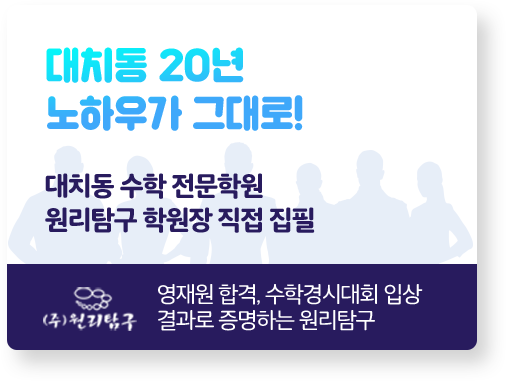 대치동 20년
노하우가 그대로!
대치동 수학 전문학원
원리탐구 학원장 직접 집필
영재원 합격, 수학경시대회 입상
결과로 증명하는 원리탐구
(주)원리탐구